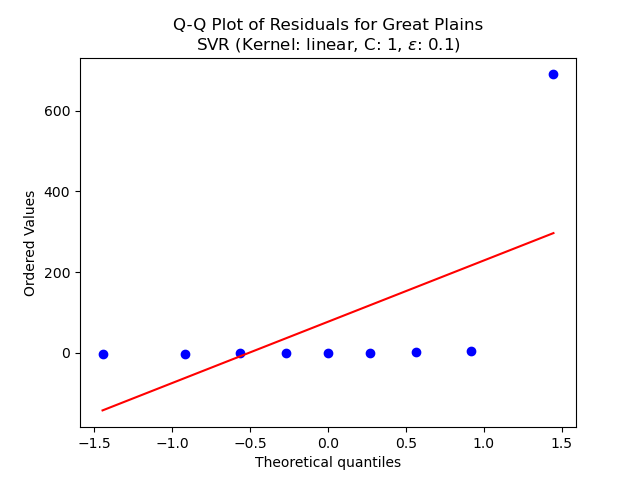 Q-Q Plot of Residuals for Great Plains
SVR (Kernel: linear, C: 1, ε: 0.1)
Ordered Values
600
400
200
0
−1.5 −1.0 −0.5 0.0 0.5 1.0 1.5
Theoretical quantiles